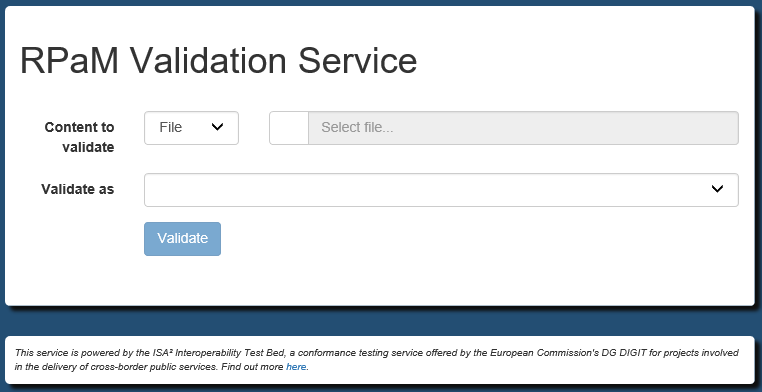 RPaM Validation Service
Content to
validate
File
Select file...
Validate as
Validate
This service is powered by the ISA² Interoperability Test Bed, a conformance testing service offered by the European Commission's DG DIGIT for projects involved
in the delivery of cross-border public services. Find out more here.